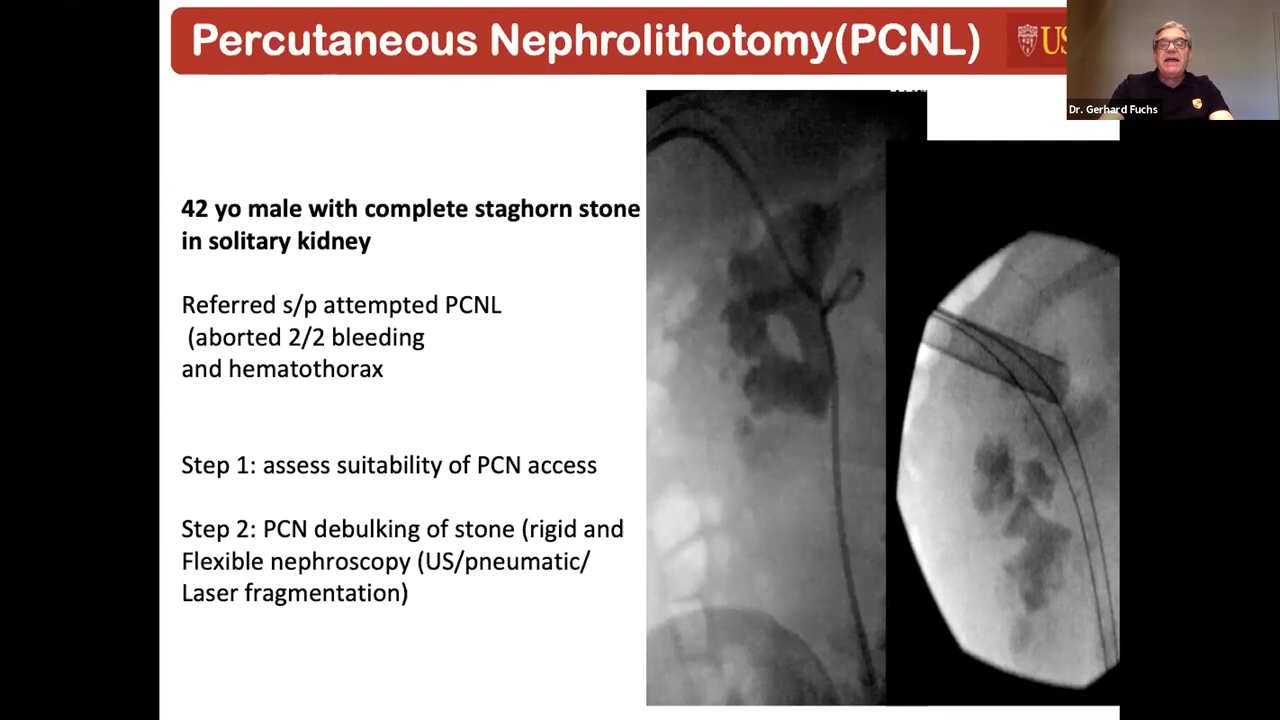 Percutaneous Nephrolithotomy(PCNL)
Dr. Gerhard Fuchs
42 yo male with complete staghorn stone
in solitary kidney
Referred s/p attempted PCNL
(aborted 2/2 bleeding
and hematothorax
Step 1: assess suitability of PCN access
Step 2: PCN debulking of stone (rigid and
Flexible nephroscopy (US/pneumatic/
Laser fragmentation)